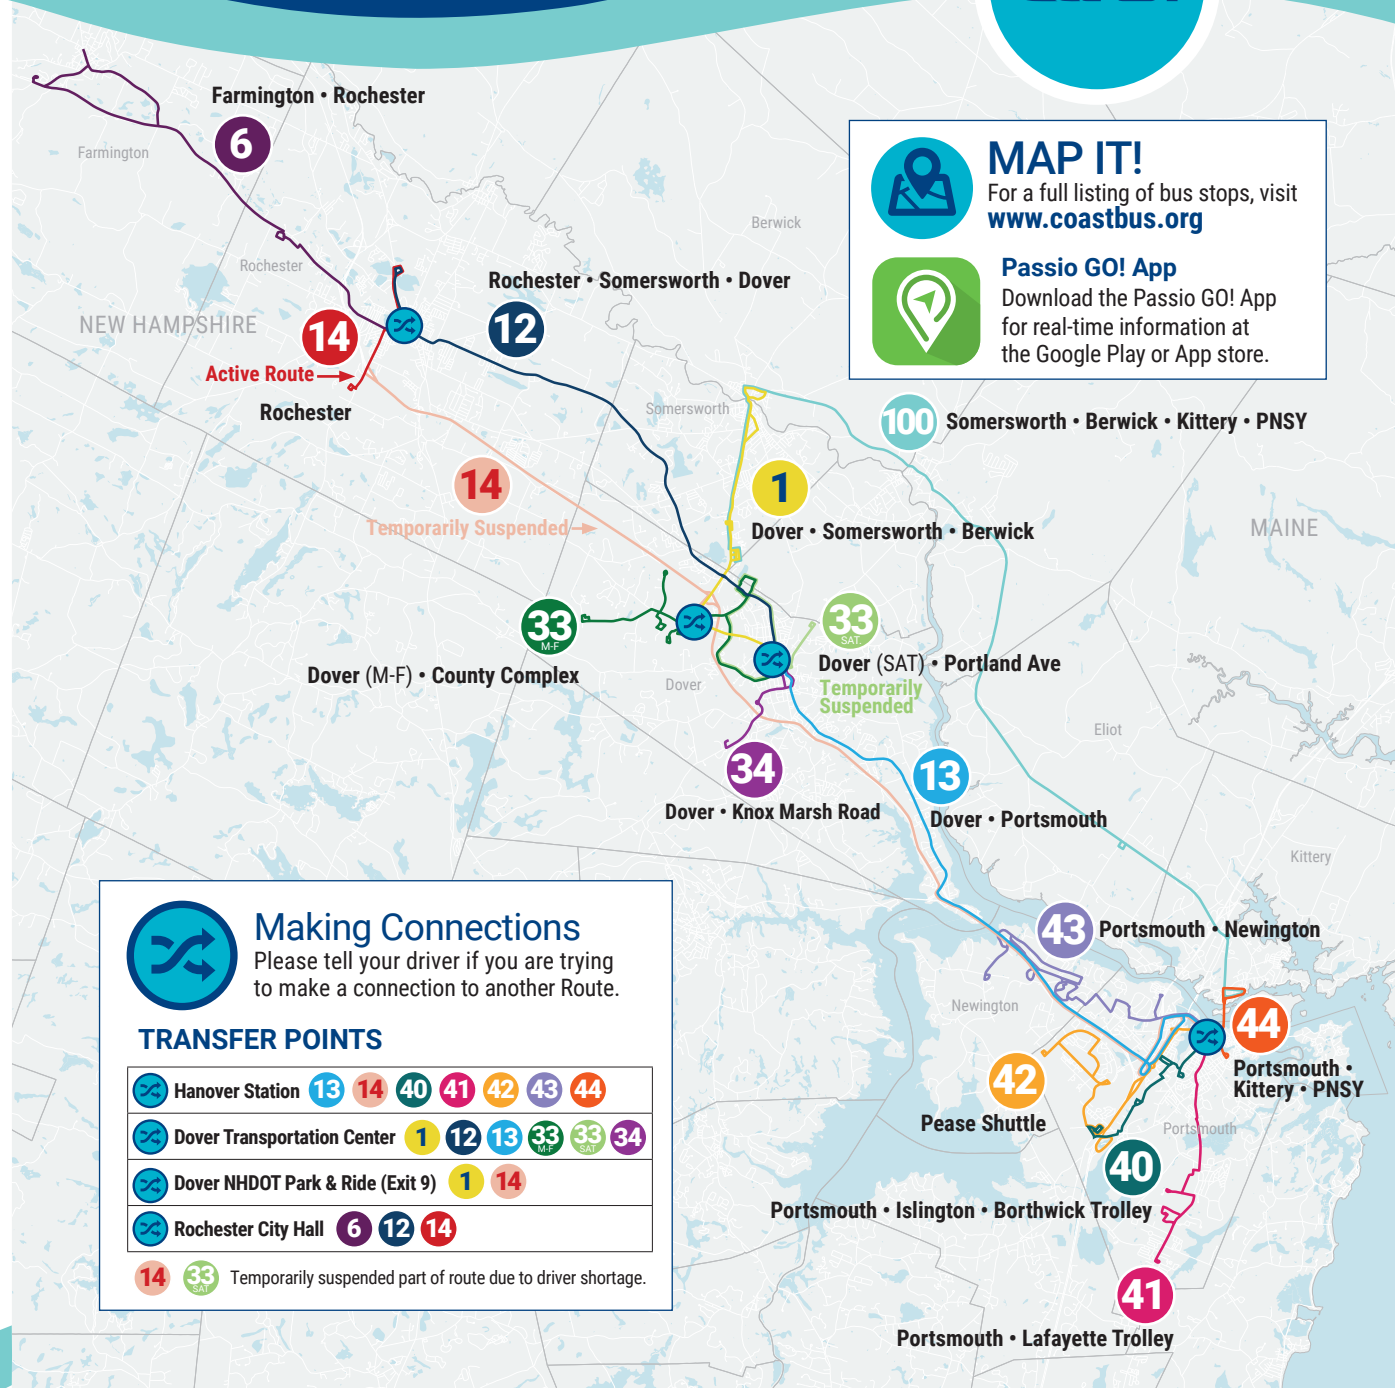 Farmington • Rochester
6
Farmington
MAP IT!
For a full listing of bus stops, visit
www.coastbus.org
Passio GO! App
Download the Passio GO! App
for real-time information at
the Google Play or App store.
Berwick
Rochester
Rochester • Somersworth • Dover
12
NEW HAMPSHIRE
14
Active Route
Rochester
Somersworth
100
Somersworth • Berwick • Kittery • PNSY
14
Temporarily Suspended
1
Dover • Somersworth • Berwick
MAINE
33
M-F
Dover (M-F) • County Complex
33
SAT.
Dover (SAT) • Portland Ave
Temporarily
Suspended
Dover
Eliot
34
Dover • Knox Marsh Road
13
Dover • Portsmouth
Kittery
43
Portsmouth • Newington
Newington
44
Portsmouth •
Kittery • PNSY
42
Pease Shuttle
Portsmouth
40
Portsmouth • Islington • Borthwick Trolley
41
Portsmouth • Lafayette Trolley
Making Connections
Please tell your driver if you are trying
to make a connection to another Route.
TRANSFER POINTS
Hanover Station 13 14 40 41 42 43 44
Dover Transportation Center 1 12 13 33 M-F 33 SAT 34
Dover NHDOT Park & Ride (Exit 9) 1 14
Rochester City Hall 6 12 14
14 33 SAT Temporarily suspended part of route due to driver shortage.